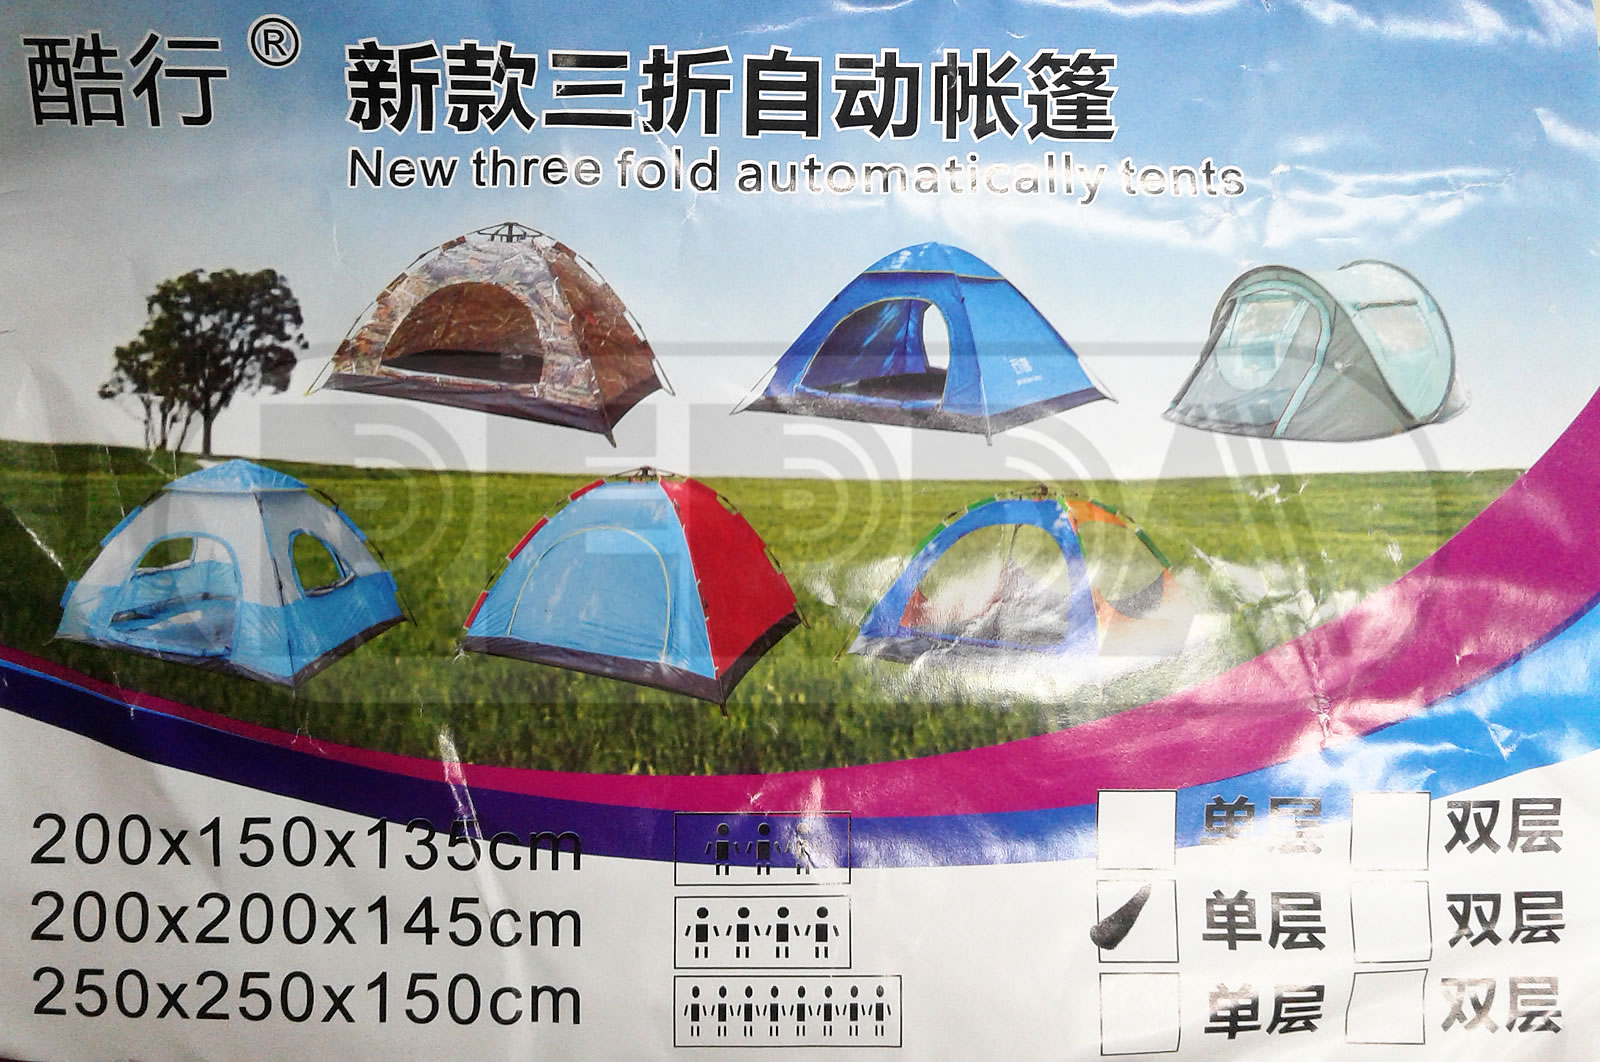 酷行®
新款三折自动帐篷
New three fold automatically tents
200x150x135cm 单层 双层
200x200x145cm 单层 双层
250x250x150cm 单层 双层